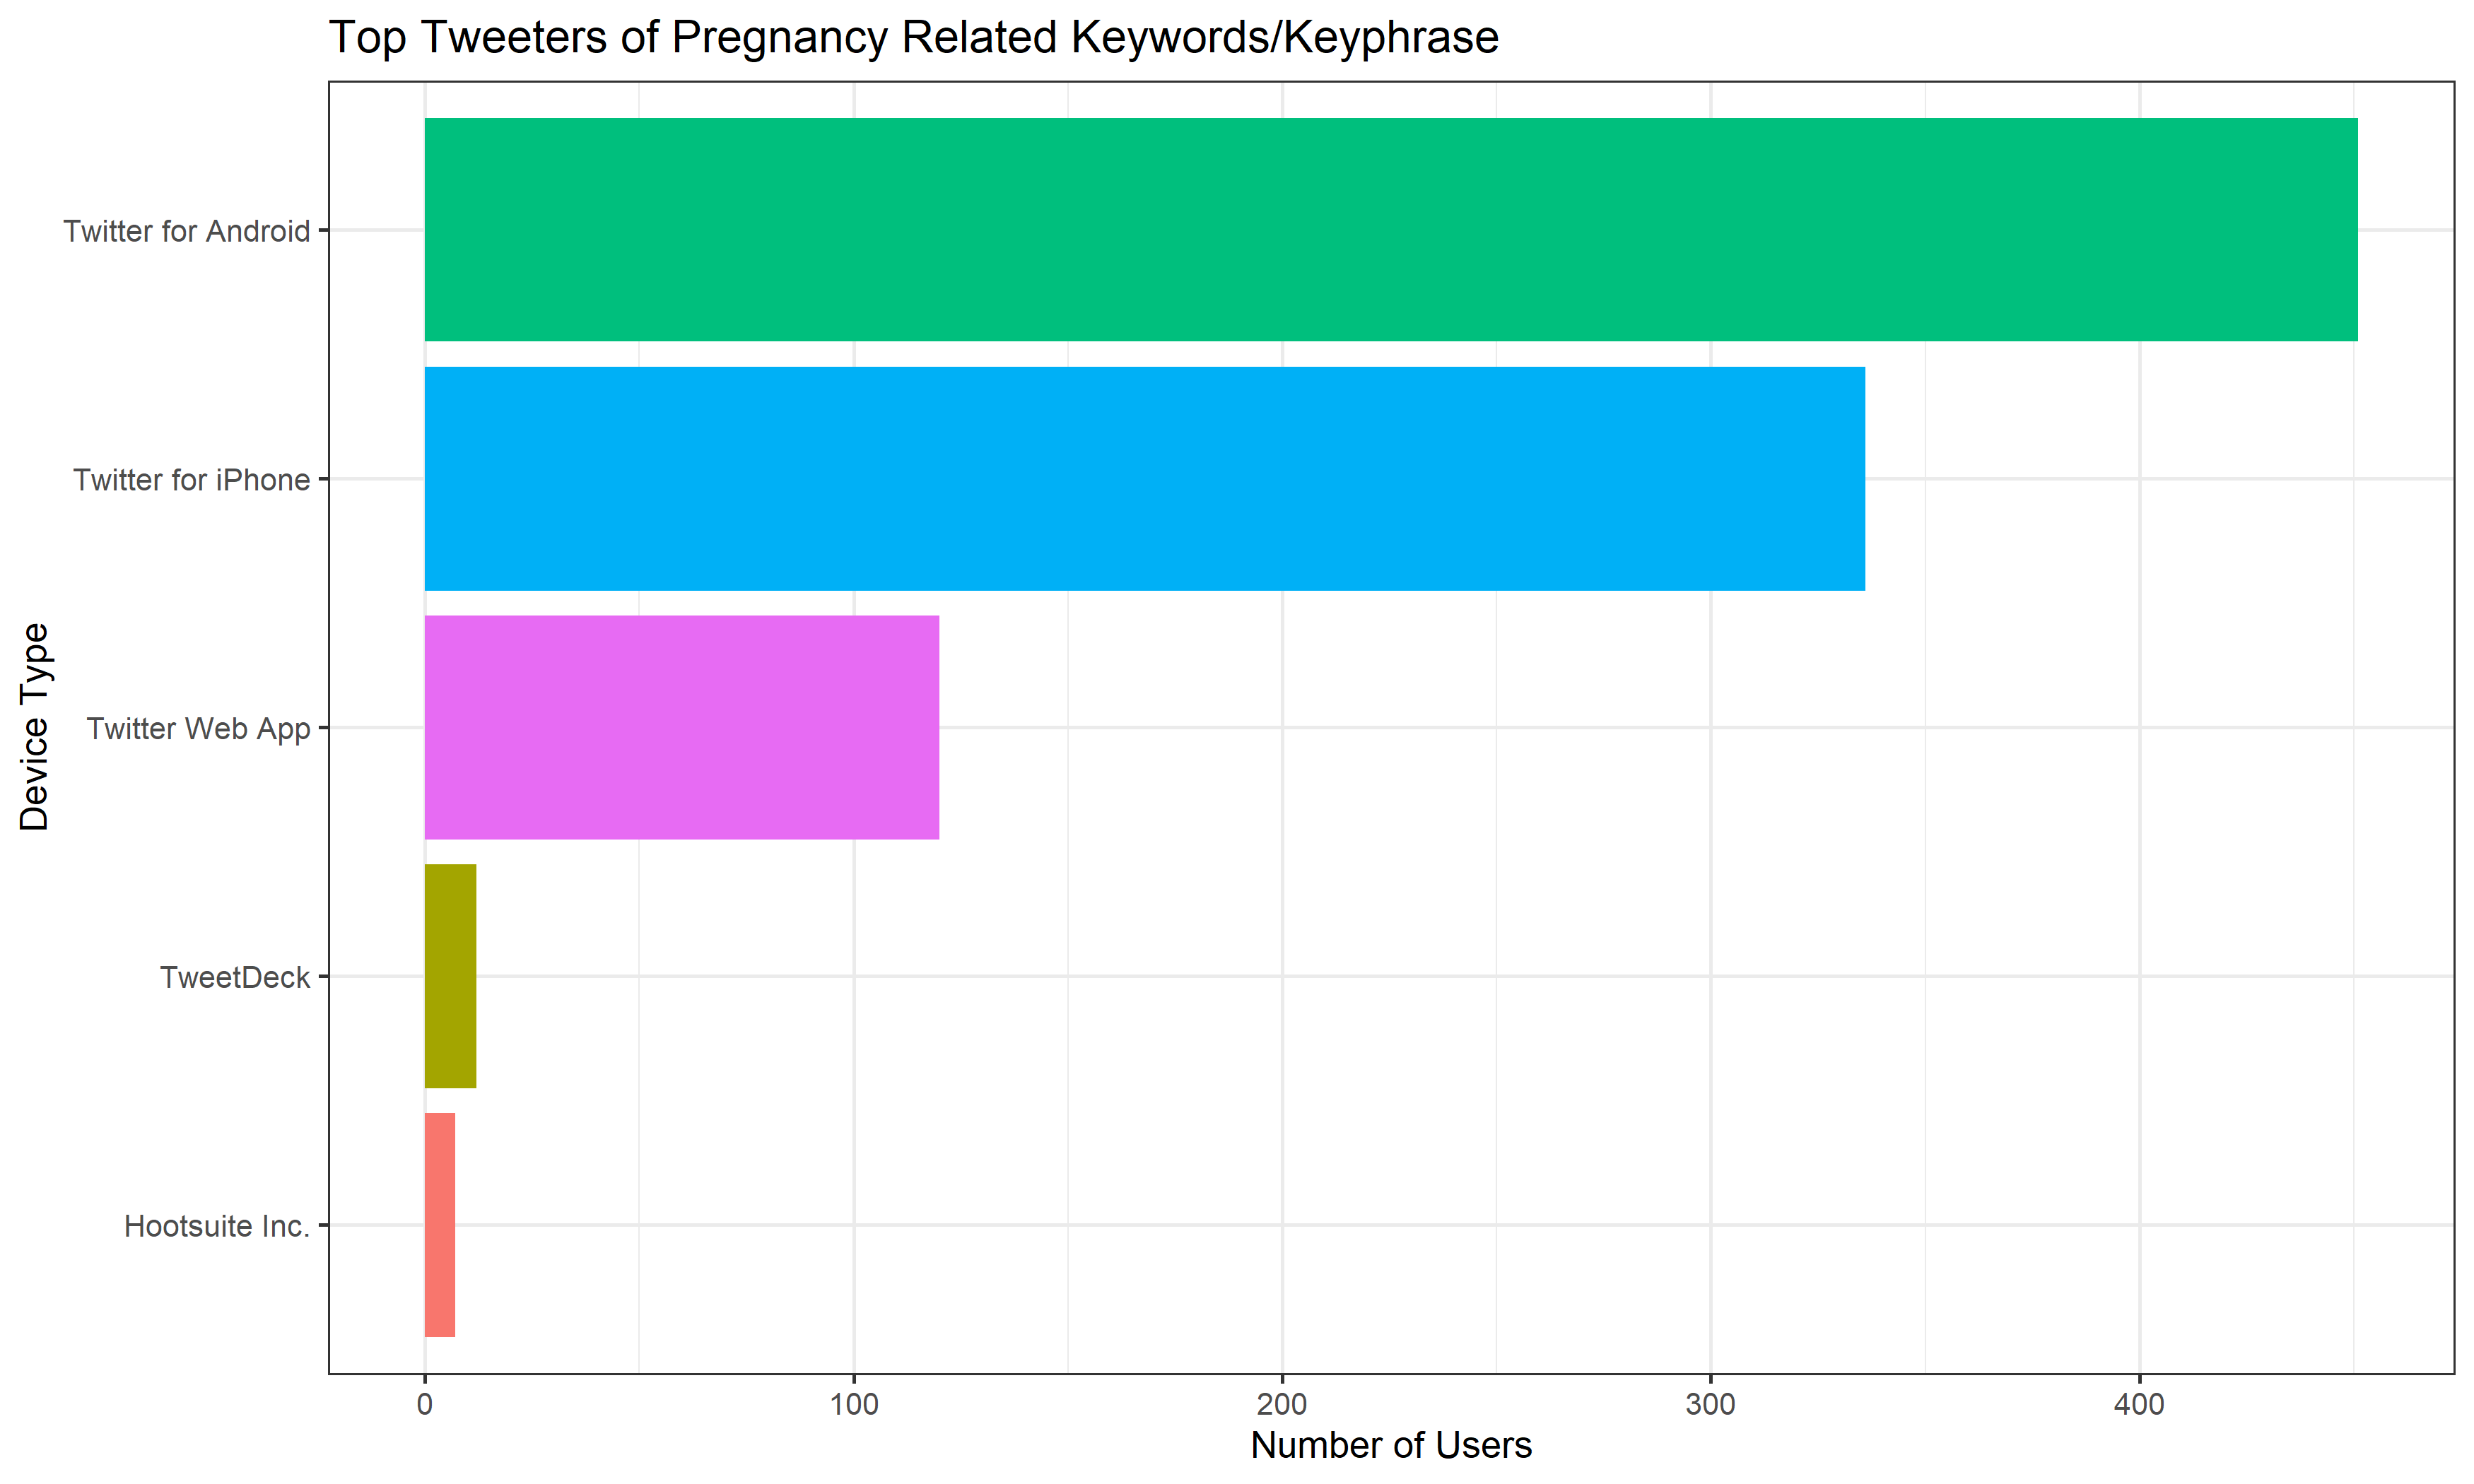 Top Tweeters of Pregnancy Related Keywords/Keyphrase
Device Type
Twitter for Android
Twitter for iPhone
Twitter Web App
TweetDeck
Hootsuite Inc.
0 100 200 300 400
Number of Users